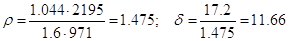 ρ = 1.044·2195 / 1.6·971 = 1.475; δ = 17.2 / 1.475 = 11.66